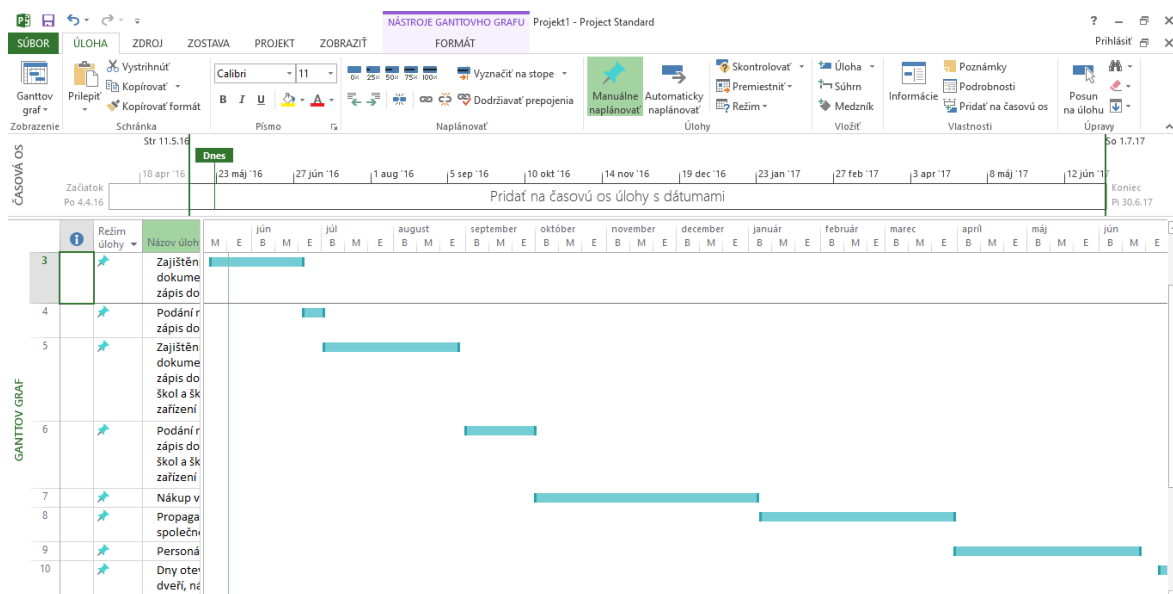 NÁSTROJE GANTTOVHO GRAFU Projekt1 - Project Standard
SÚBOR ÚLOHA ZDROJ ZOSTAVA PROJEKT ZOBRAZIŤ FORMÁT Prihlásiť
Ganttov graf
Zobrazenie
Prilepiť
Vystrihnúť
Kopírovať
Kopírovať formát
Schránka
Calibri 11
B I U A
Písmo
0% 25% 50% 75% 100%
Vyznačiť na stope
Dodržiavať prepojenia
Naplánovať
Manuálne naplánovať
Automaticky naplánovať
Skontrolovať
Premiestniť
Režim
Úlohy
Úloha
Súhrn
Medzník
Vložiť
Informácie
Poznámky
Podrobnosti
Pridať na časovú os
Vlastnosti
Posun na úlohu
Úpravy
ČASOVÁ OS
Str 11.5.16
So 1.7.17
Dnes
18 apr '16 23 máj '16 27 jún '16 1 aug '16 5 sep '16 10 okt '16 14 nov '16 19 dec '16 23 jan '17 27 feb '17 3 apr '17 8 máj '17 12 jún '17
Začiatok
Po 4.4.16
Pridať na časovú os úlohy s dátumami
Koniec
Pi 30.6.17
GANTTOV GRAF
Režim úlohy
Názov úloh
jún júl august september október november december január február marec apríl máj jún
M E B M E B M E B M E B M E B M E B M E B M E B M E B M E B M E B M E B M E B M E
3
Zajištěn
dokume
zápis do
4
Podání n
zápis do
5
Zajištěn
dokume
zápis do
škol a šk
zařízení
6
Podání n
zápis do
škol a šk
zařízení
7
Nákup v
8
Propaga
společno
9
Personá
10
Dny otev
dveří, ná